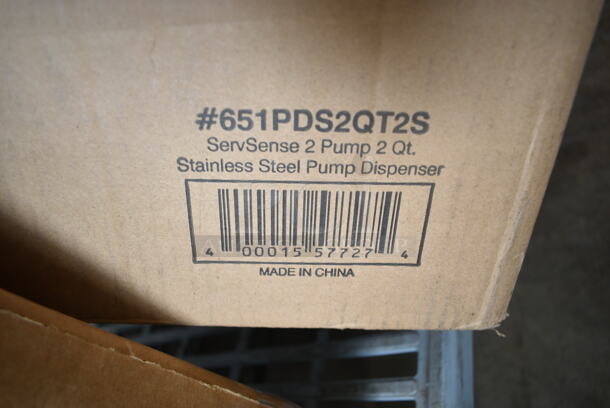 #651PDS2QT2S
ServSense 2 Pump 2 Qt.
Stainless Steel Pump Dispenser
4 00015 57727 4
MADE IN CHINA